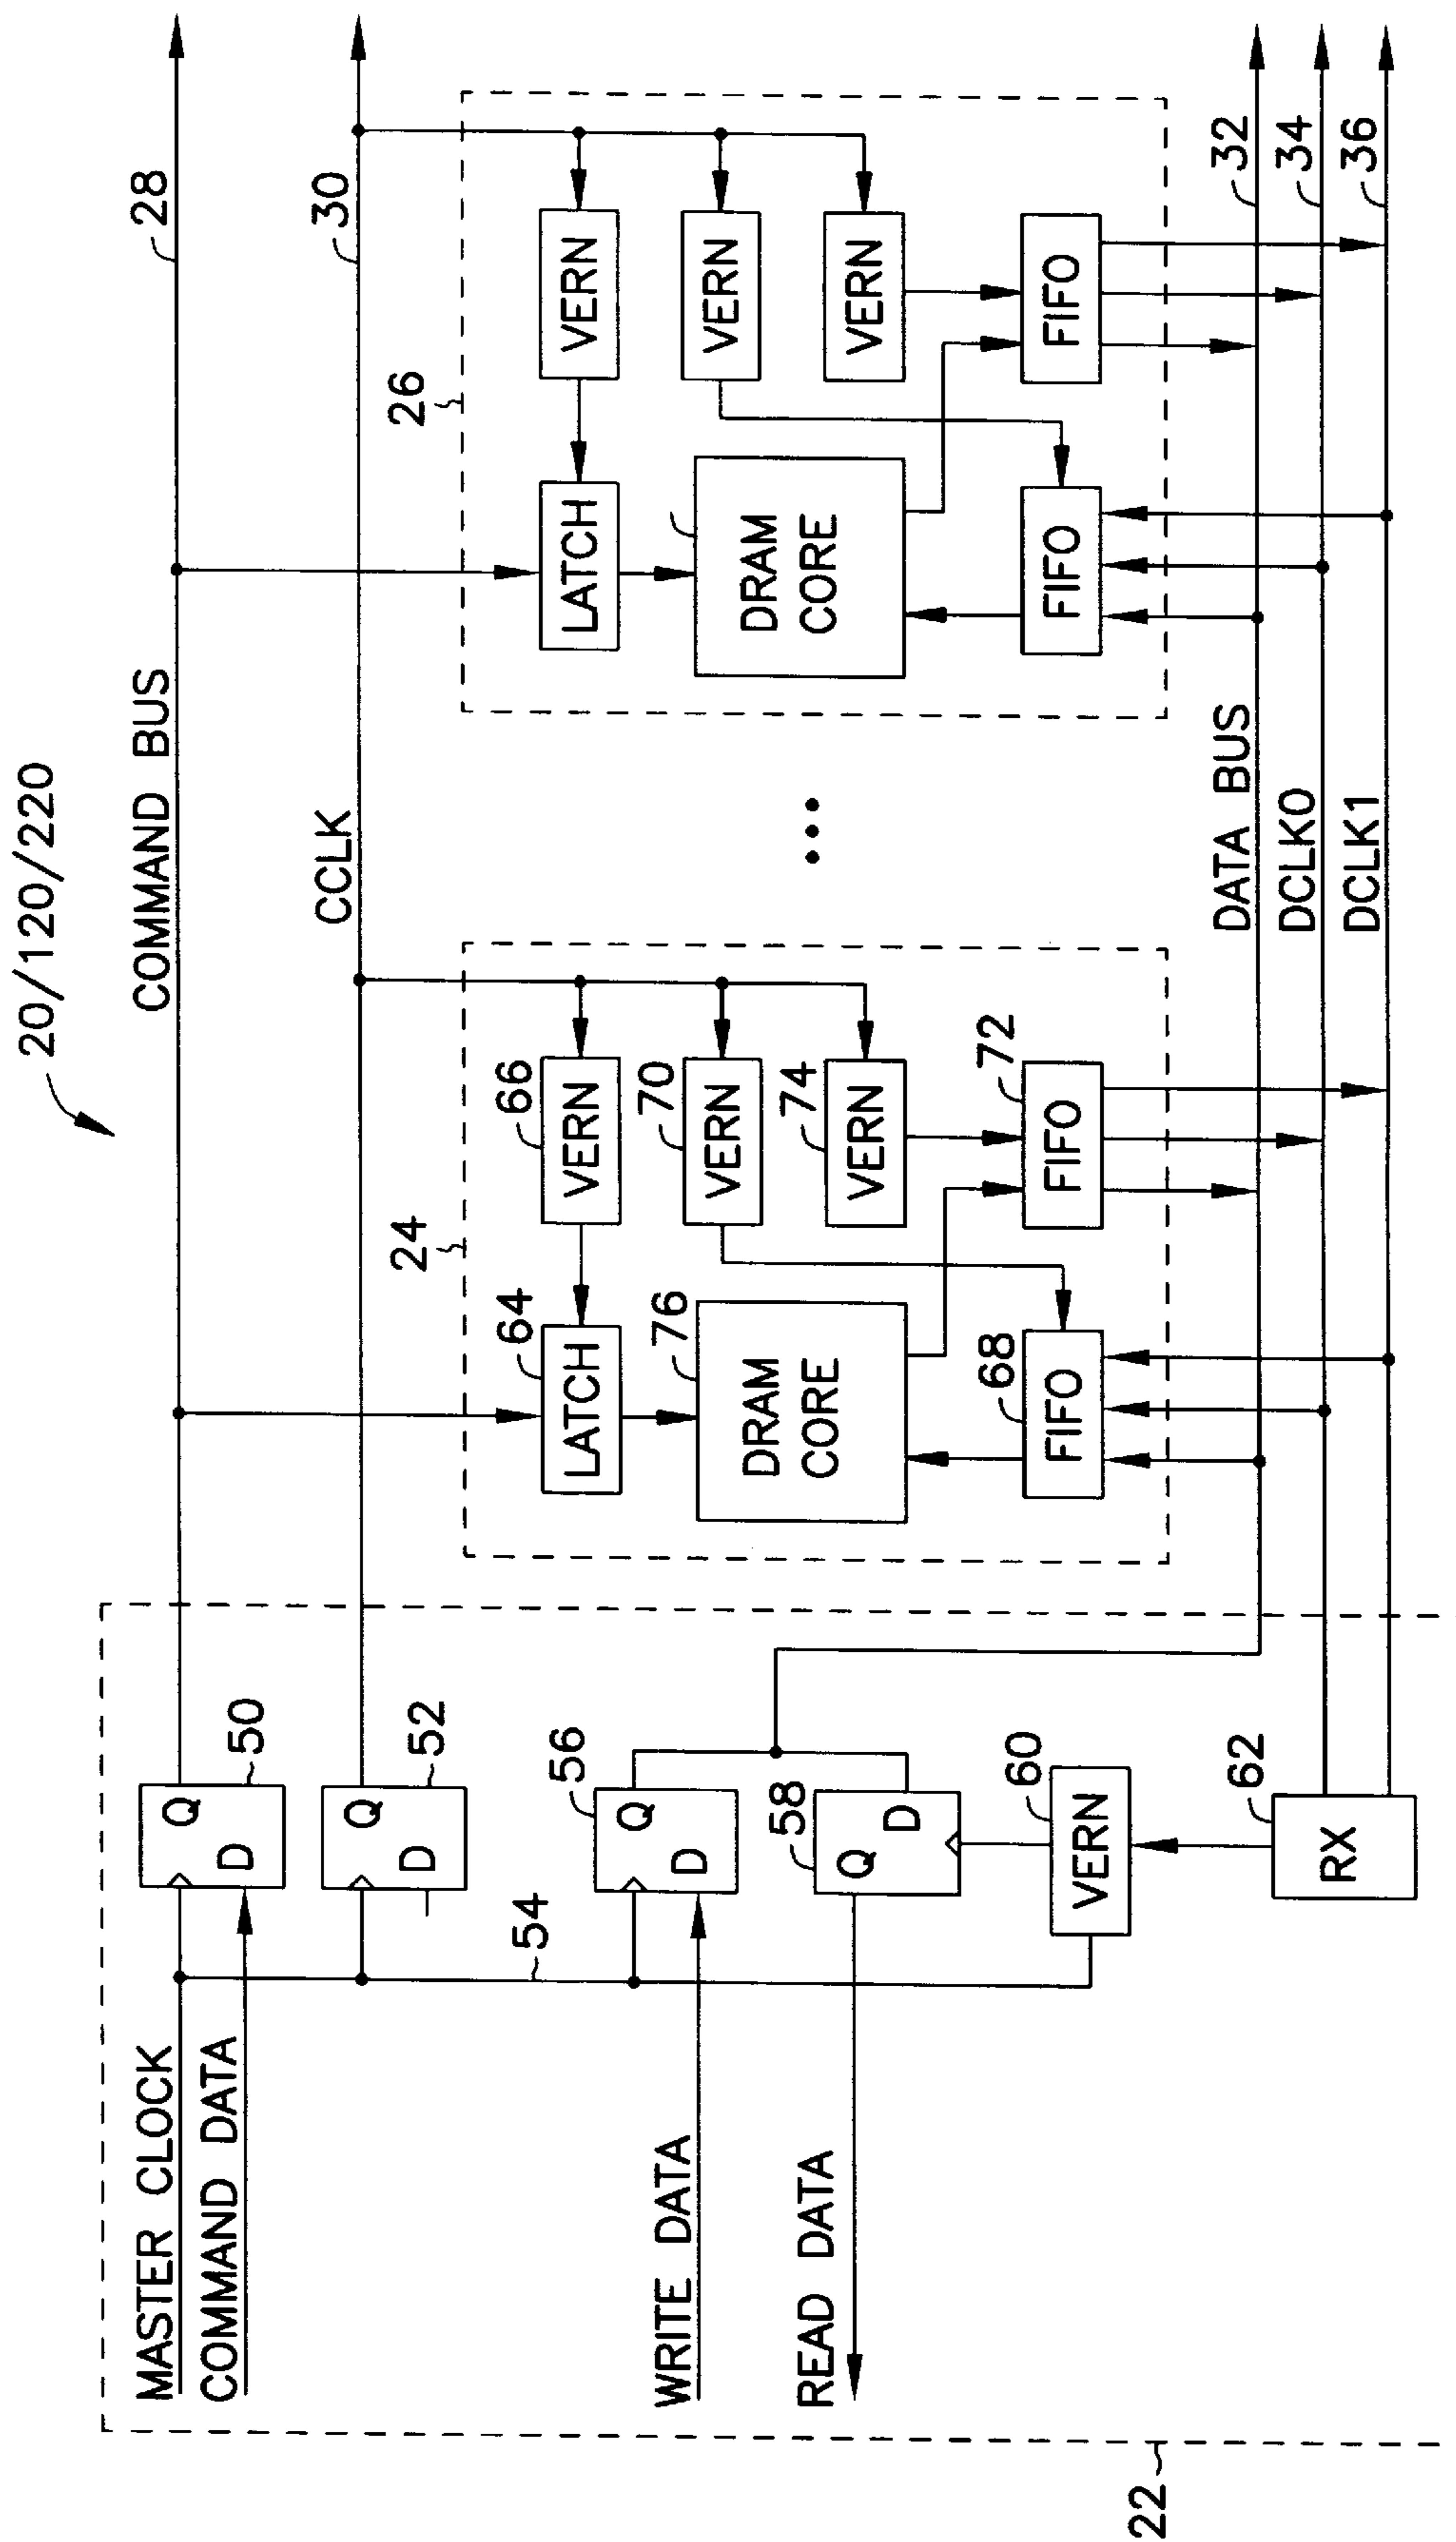 20/120/220
MASTER CLOCK
COMMAND DATA
Q
D
50
COMMAND BUS
28
Q
D
52
CCLK
30
54
WRITE DATA
Q
D
56
READ DATA
Q
D
58
VERN
60
RX
62
22
24
LATCH
64
VERN
66
DRAM
CORE
76
VERN
70
VERN
74
FIFO
68
FIFO
72
26
LATCH
VERN
DRAM
CORE
VERN
VERN
FIFO
FIFO
DATA BUS
32
DCLK0
34
DCLK1
36